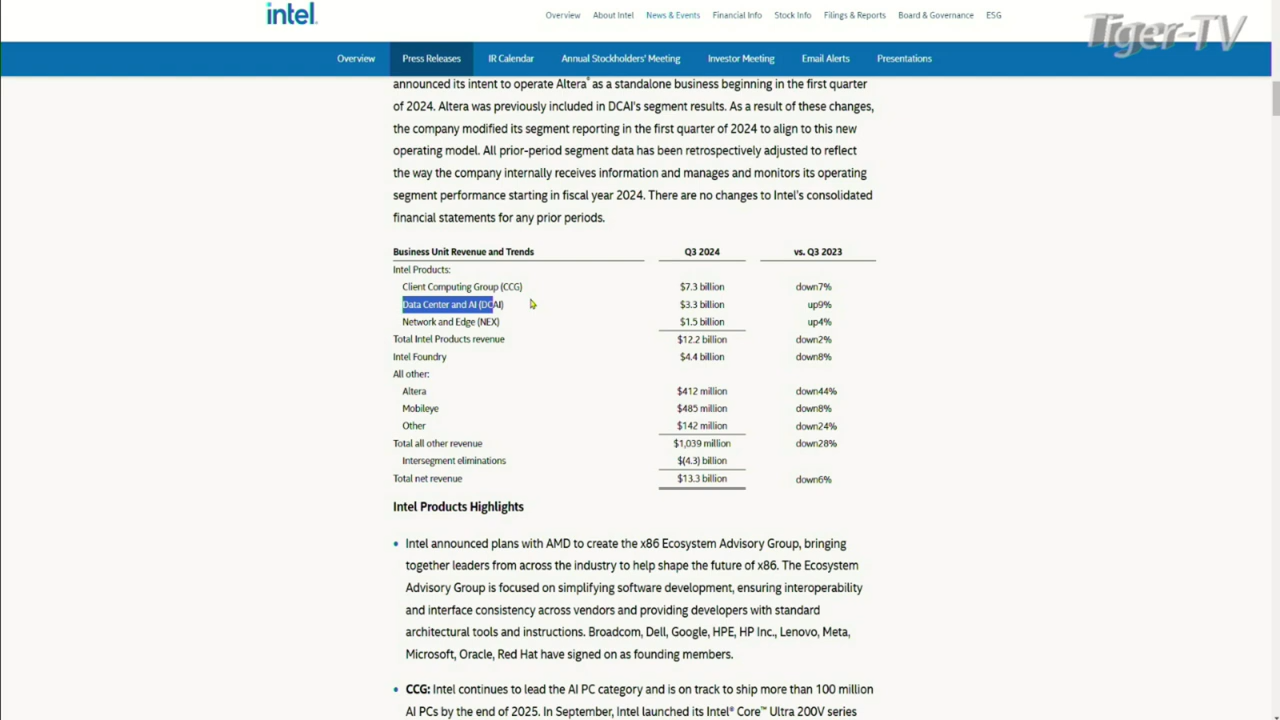 intel.
Overview About Intel News & Events Financial Info Stock Info Filings & Reports Board & Governance ESG
Tiger-TV
Overview Press Releases IR Calendar Annual Stockholders' Meeting Investor Meeting Email Alerts Presentations
announced its intent to operate Altera® as a standalone business beginning in the first quarter
of 2024. Altera was previously included in DCAI's segment results. As a result of these changes,
the company modified its segment reporting in the first quarter of 2024 to align to this new
operating model. All prior-period segment data has been retrospectively adjusted to reflect
the way the company internally receives information and manages and monitors its operating
segment performance starting in fiscal year 2024. There are no changes to Intel's consolidated
financial statements for any prior periods.
Business Unit Revenue and Trends Q3 2024 vs. Q3 2023
Intel Products:
Client Computing Group (CCG) $7.3 billion down7%
Data Center and AI (DCAI) $3.3 billion up9%
Network and Edge (NEX) $1.5 billion up4%
Total Intel Products revenue $12.2 billion down2%
Intel Foundry $4.4 billion down8%
All other:
Altera $412 million down44%
Mobileye $485 million down8%
Other $142 million down24%
Total all other revenue $1,039 million down28%
Intersegment eliminations $(4.3) billion
Total net revenue $13.3 billion down6%
Intel Products Highlights
• Intel announced plans with AMD to create the x86 Ecosystem Advisory Group, bringing
together leaders from across the industry to help shape the future of x86. The Ecosystem
Advisory Group is focused on simplifying software development, ensuring interoperability
and interface consistency across vendors and providing developers with standard
architectural tools and instructions. Broadcom, Dell, Google, HPE, HP Inc., Lenovo, Meta,
Microsoft, Oracle, Red Hat have signed on as founding members.
• CCG: Intel continues to lead the AI PC category and is on track to ship more than 100 million
AI PCs by the end of 2025. In September, Intel launched its Intel® Core™ Ultra 200V series